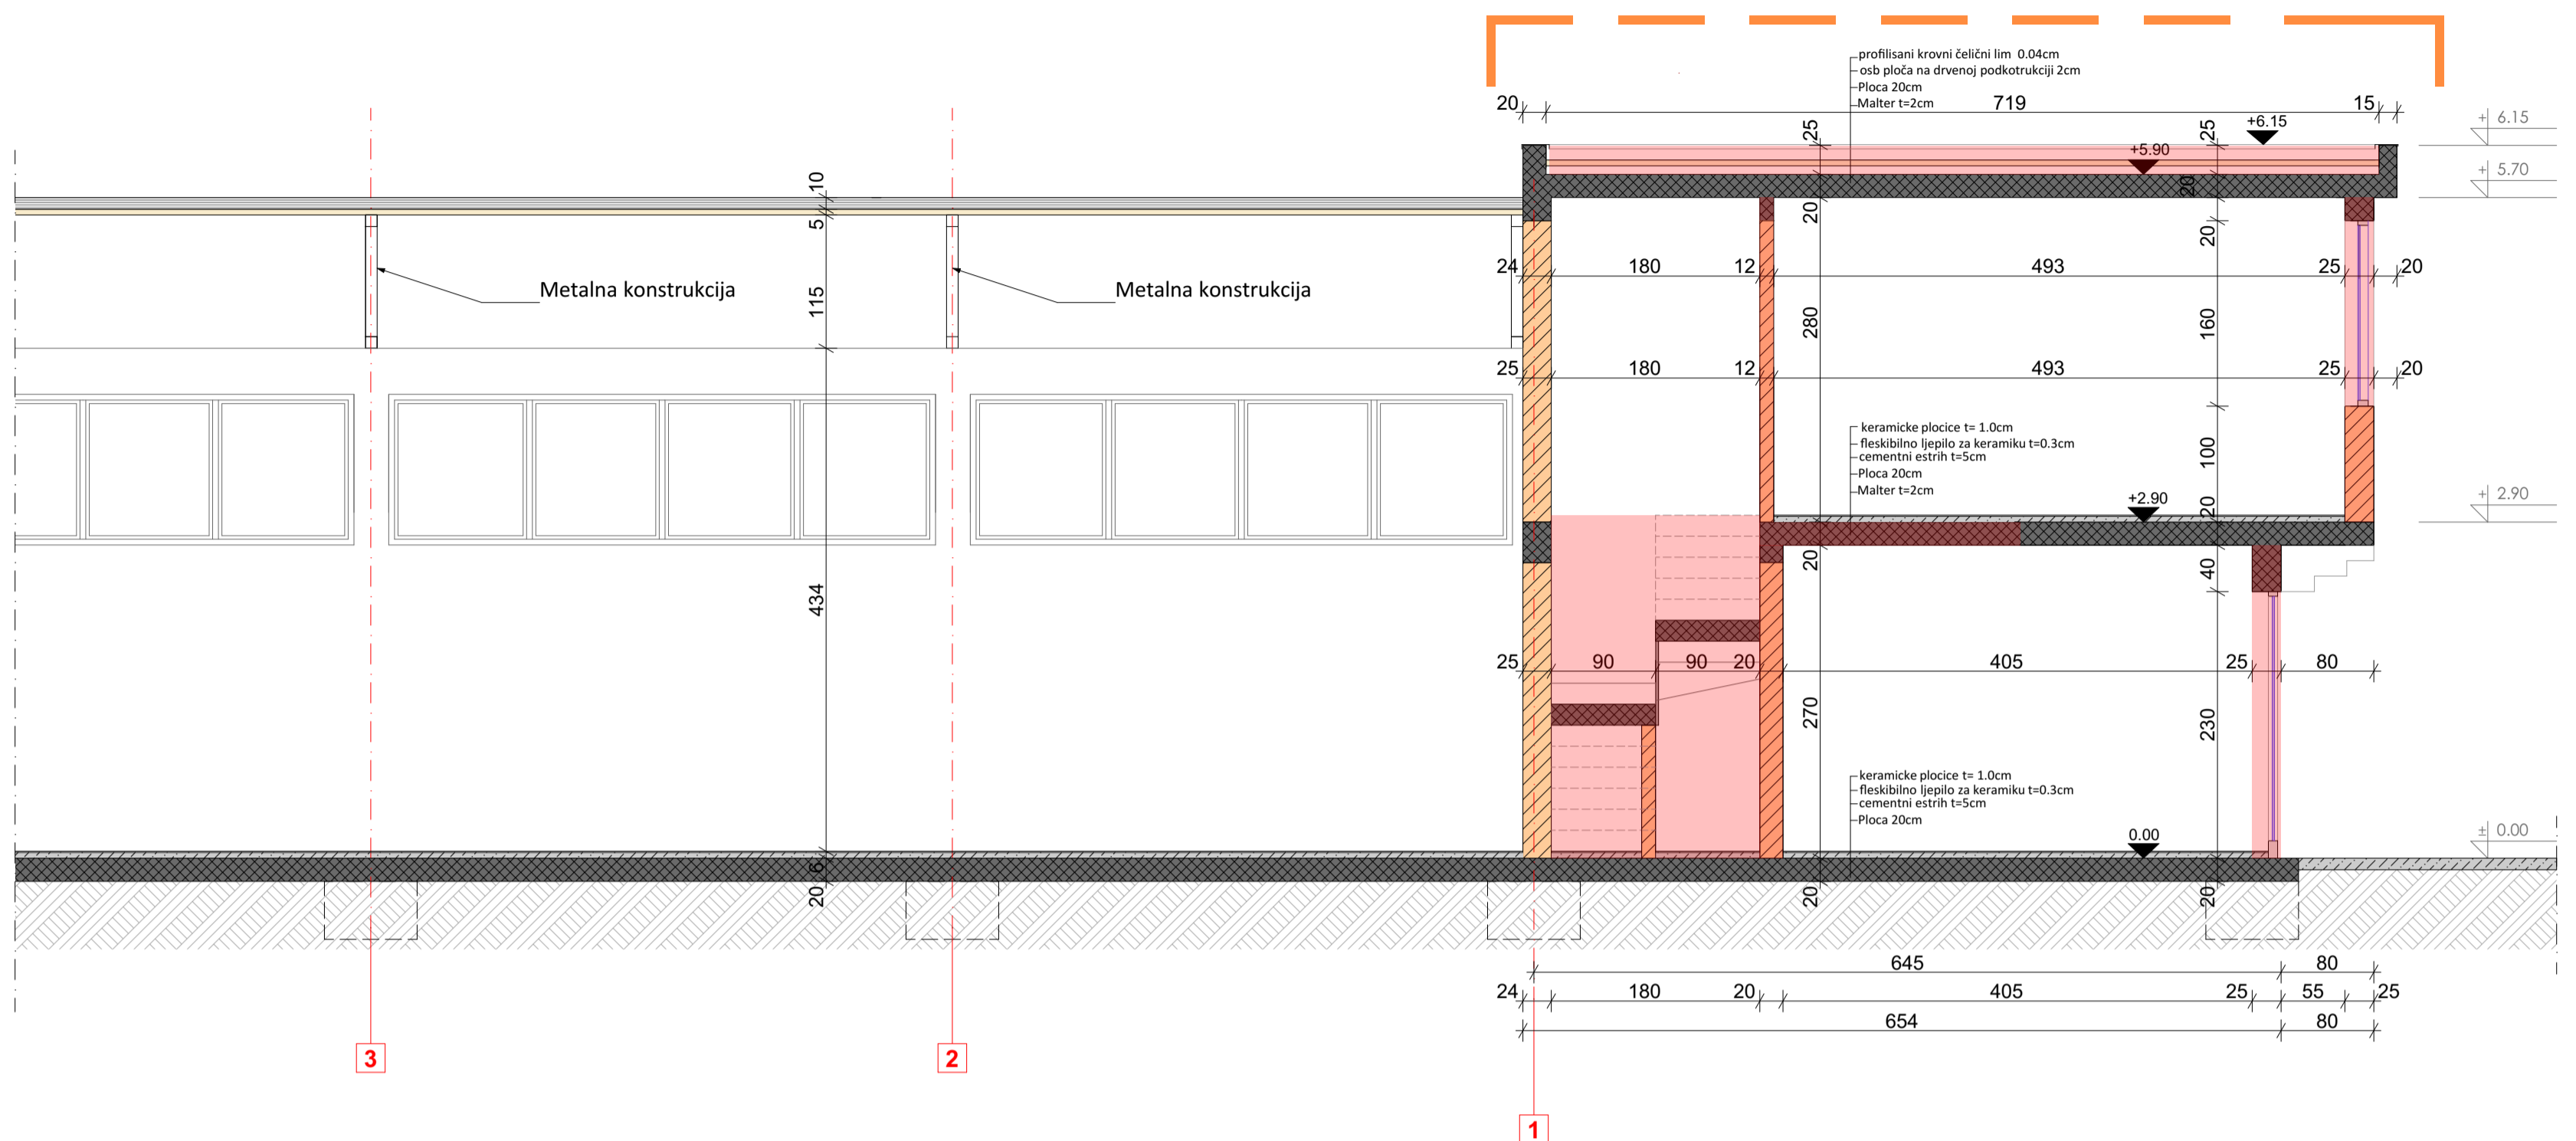 profilisani krovni čelični lim 0.04cm
osb ploča na drvenoj podkotrukciji 2cm
Ploca 20cm
Malter t=2cm
20 719 15
+6.15
+ 6.15
25 25
+5.90
+ 5.70
10
20
5
20
20
24 180 12 493 25 20
Metalna konstrukcija
Metalna konstrukcija
115
280
160
25 180 12 493 25 20
keramicke plocice t= 1.0cm
fleskibilno ljepilo za keramiku t=0.3cm
cementni estrih t=5cm
Ploca 20cm
Malter t=2cm
100
+2.90
+ 2.90
20
20
40
434
25 90 90 20 405 25 80
270
230
keramicke plocice t= 1.0cm
fleskibilno ljepilo za keramiku t=0.3cm
cementni estrih t=5cm
Ploca 20cm
0.00
± 0.00
6
20
20
20
645 80
24 180 20 405 25 55 25
654 80
3
2
1